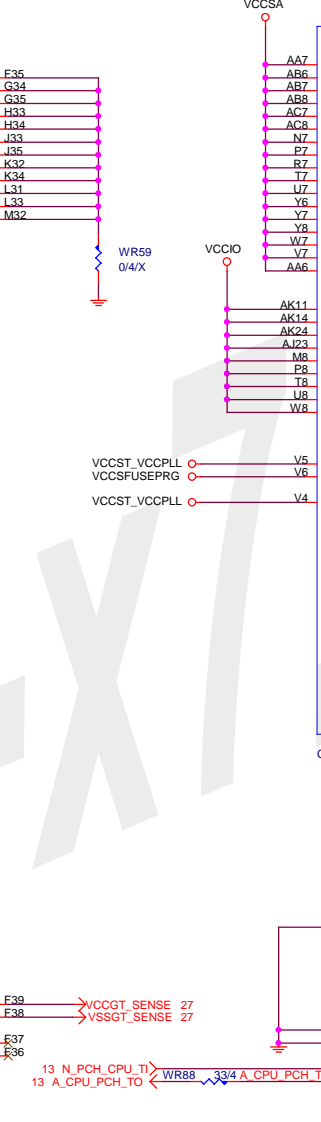 VCCSA
AA7
AB6
AB7
AB8
AC7
AC8
N7
P7
R7
T7
U7
Y6
Y7
Y8
W7
V7
AA6
F35
G34
G35
H33
H34
J33
J35
K32
K34
L31
L33
M32
WR59
0/4/X
VCCIO
AK11
AK14
AK24
AJ23
M8
P8
T8
U8
W8
VCCST_VCCPLL V5
VCCSFUSEPRG V6
VCCST_VCCPLL V4
-x7
F39 VCCGT_SENSE 27
F38 VSSGT_SENSE 27
E37
E36
13 N_PCH_CPU_TI
13 A_CPU_PCH_TO WR88 33/4 A_CPU_PCH_T